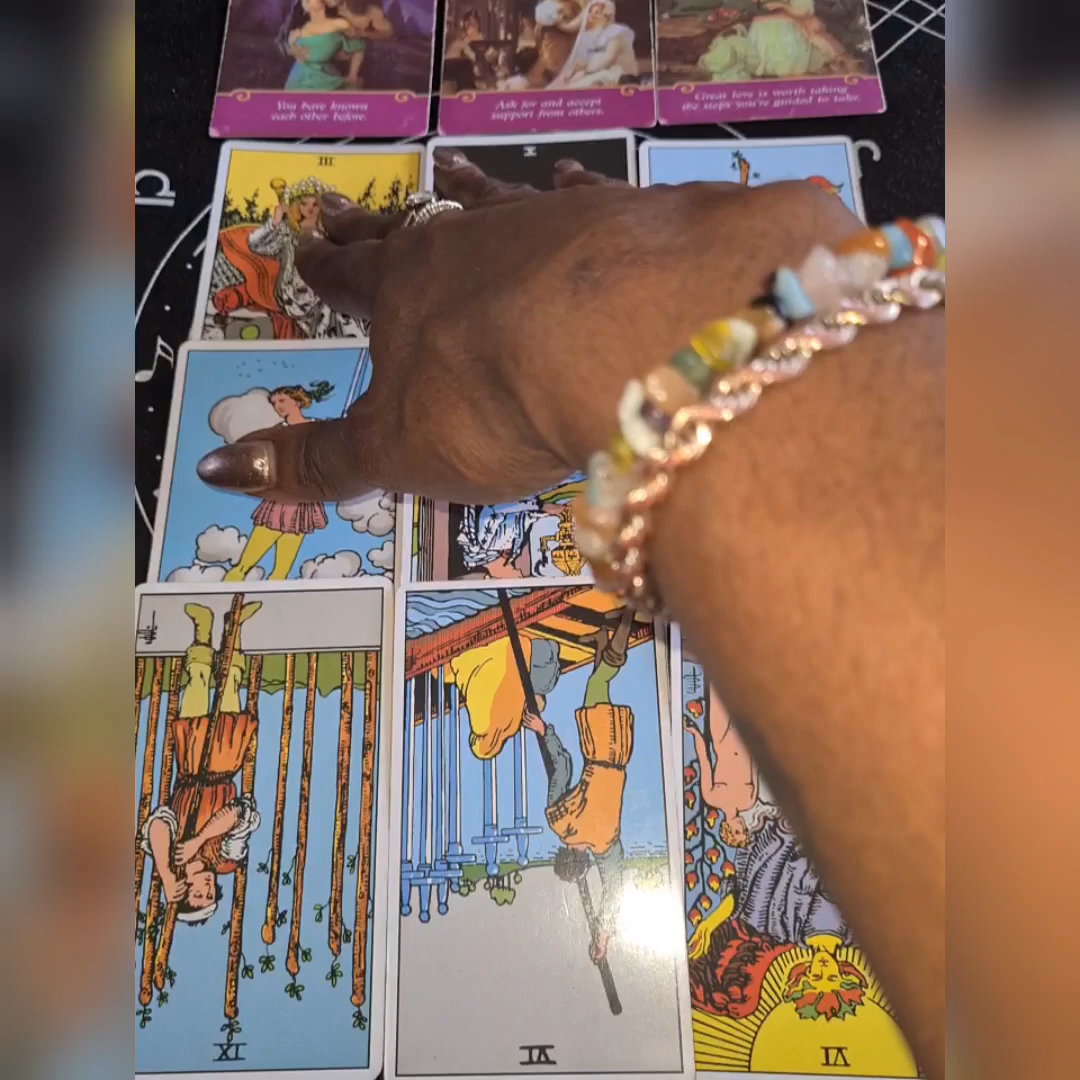 You have known
each other before.
Ask for and accept
support from others.
Great love is worth taking
the steps you're guided to take.
III
X
IX
VI
VI